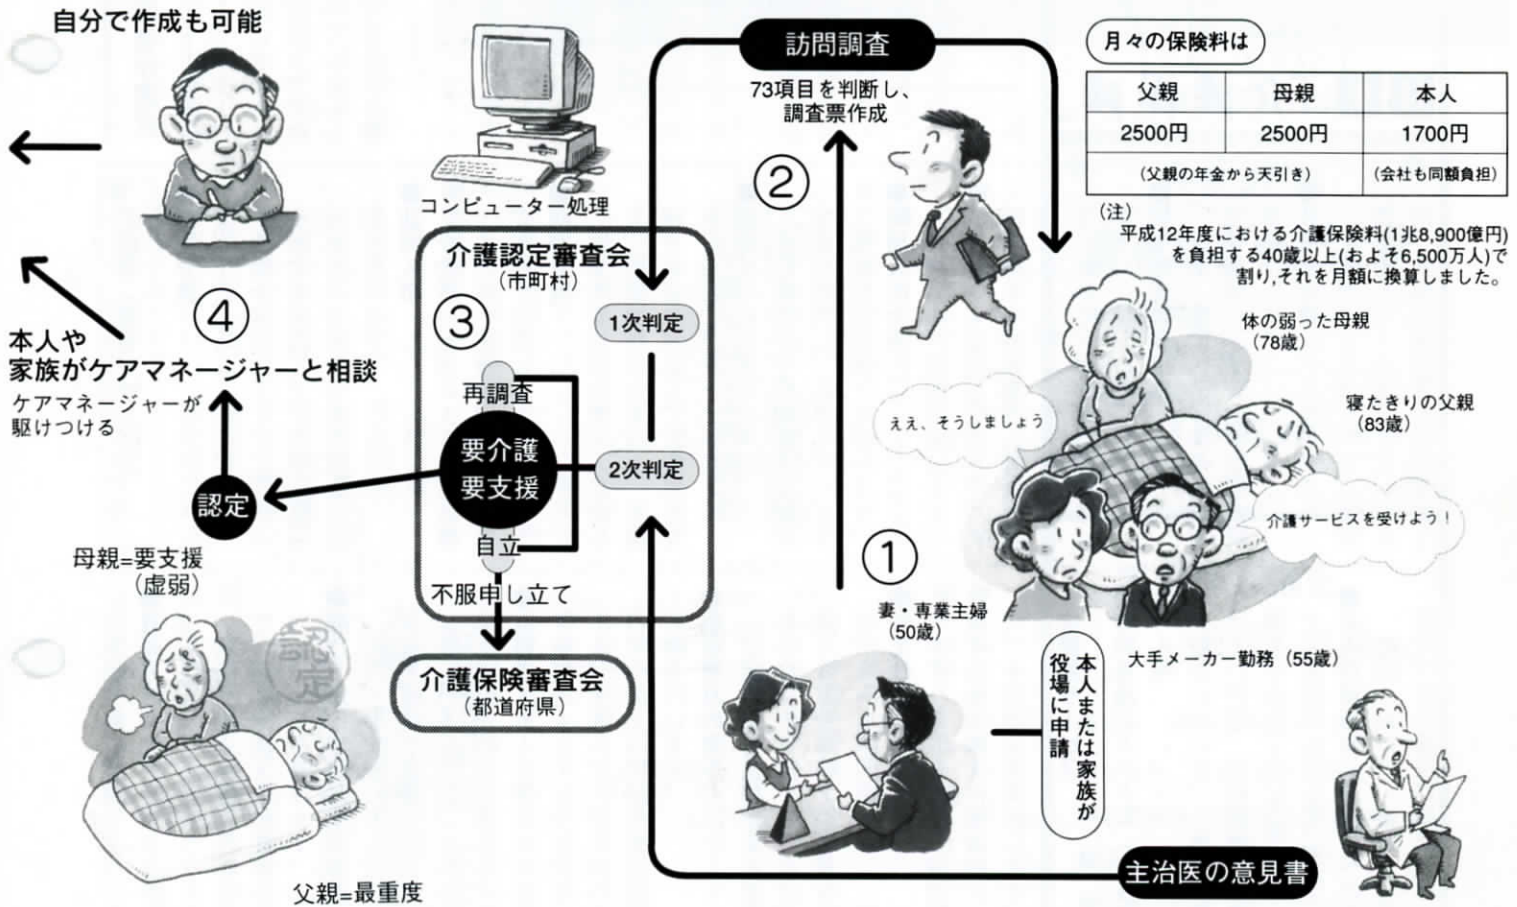 自分で作成も可能
訪問調査
73項目を判断し、
調査票作成
②
月々の保険料は
父親 母親 本人
2500円 2500円 1700円
(父親の年金から天引き) (会社も同額負担)
(注)
平成12年度における介護保険料(1兆8,900億円)
を負担する40歳以上(およそ6,500万人)で
割り,それを月額に換算しました。
コンピューター処理
介護認定審査会
(市町村)
③
1次判定
再調査
要介護
要支援
2次判定
自立
不服申し立て
介護保険審査会
(都道府県)
④
本人や
家族がケアマネージャーと相談
ケアマネージャーが
駆けつける
認定
母親=要支援
(虚弱)
認定
父親=最重度
体の弱った母親
(78歳)
寝たきりの父親
(83歳)
ええ、そうしましょう
介護サービスを受けよう!
①
妻・専業主婦
(50歳)
大手メーカー勤務(55歳)
本人または家族が
役場に申請
主治医の意見書